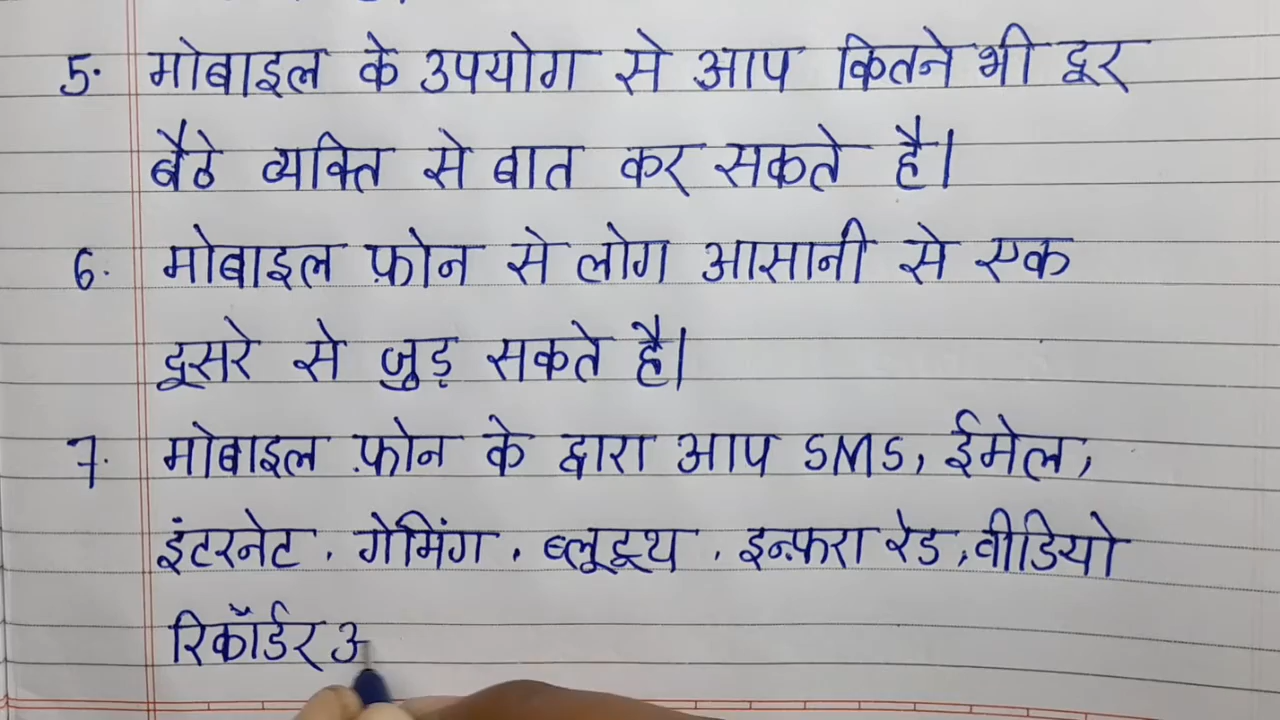 5. मोबाइल के उपयोग से आप कितने भी दूर
बैठे व्यक्ति से बात कर सकते है।
6. मोबाइल फ़ोन से लोग आसानी से एक
दूसरे से जुड़ सकते है।
7. मोबाइल फ़ोन के द्वारा आप SMS, ईमेल,
इंटरनेट, गेमिंग, ब्लूटूथ, इन्फ़रा रेड, वीडियो
रिकॉर्डर